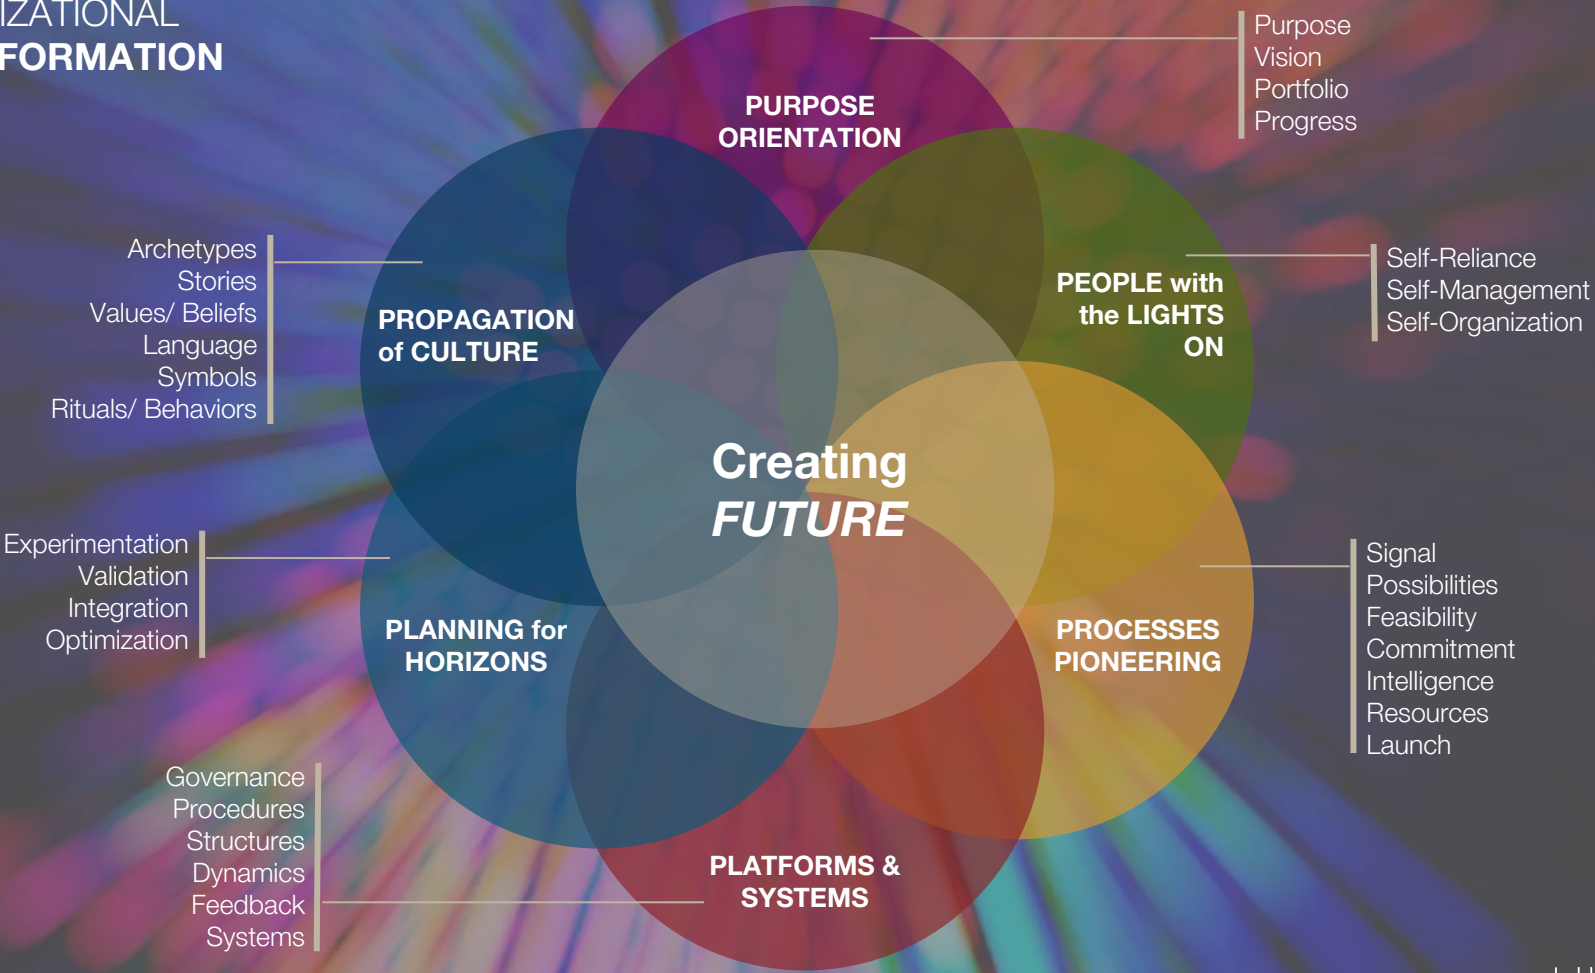 IZATIONAL
FORMATION
Purpose
Vision
Portfolio
Progress
PURPOSE
ORIENTATION
Archetypes
Stories
Values/ Beliefs
Language
Symbols
Rituals/ Behaviors
PROPAGATION
of CULTURE
PEOPLE with
the LIGHTS
ON
Self-Reliance
Self-Management
Self-Organization
Creating
FUTURE
Experimentation
Validation
Integration
Optimization
PLANNING for
HORIZONS
PROCESSES
PIONEERING
Signal
Possibilities
Feasibility
Commitment
Intelligence
Resources
Launch
Governance
Procedures
Structures
Dynamics
Feedback
Systems
PLATFORMS &
SYSTEMS